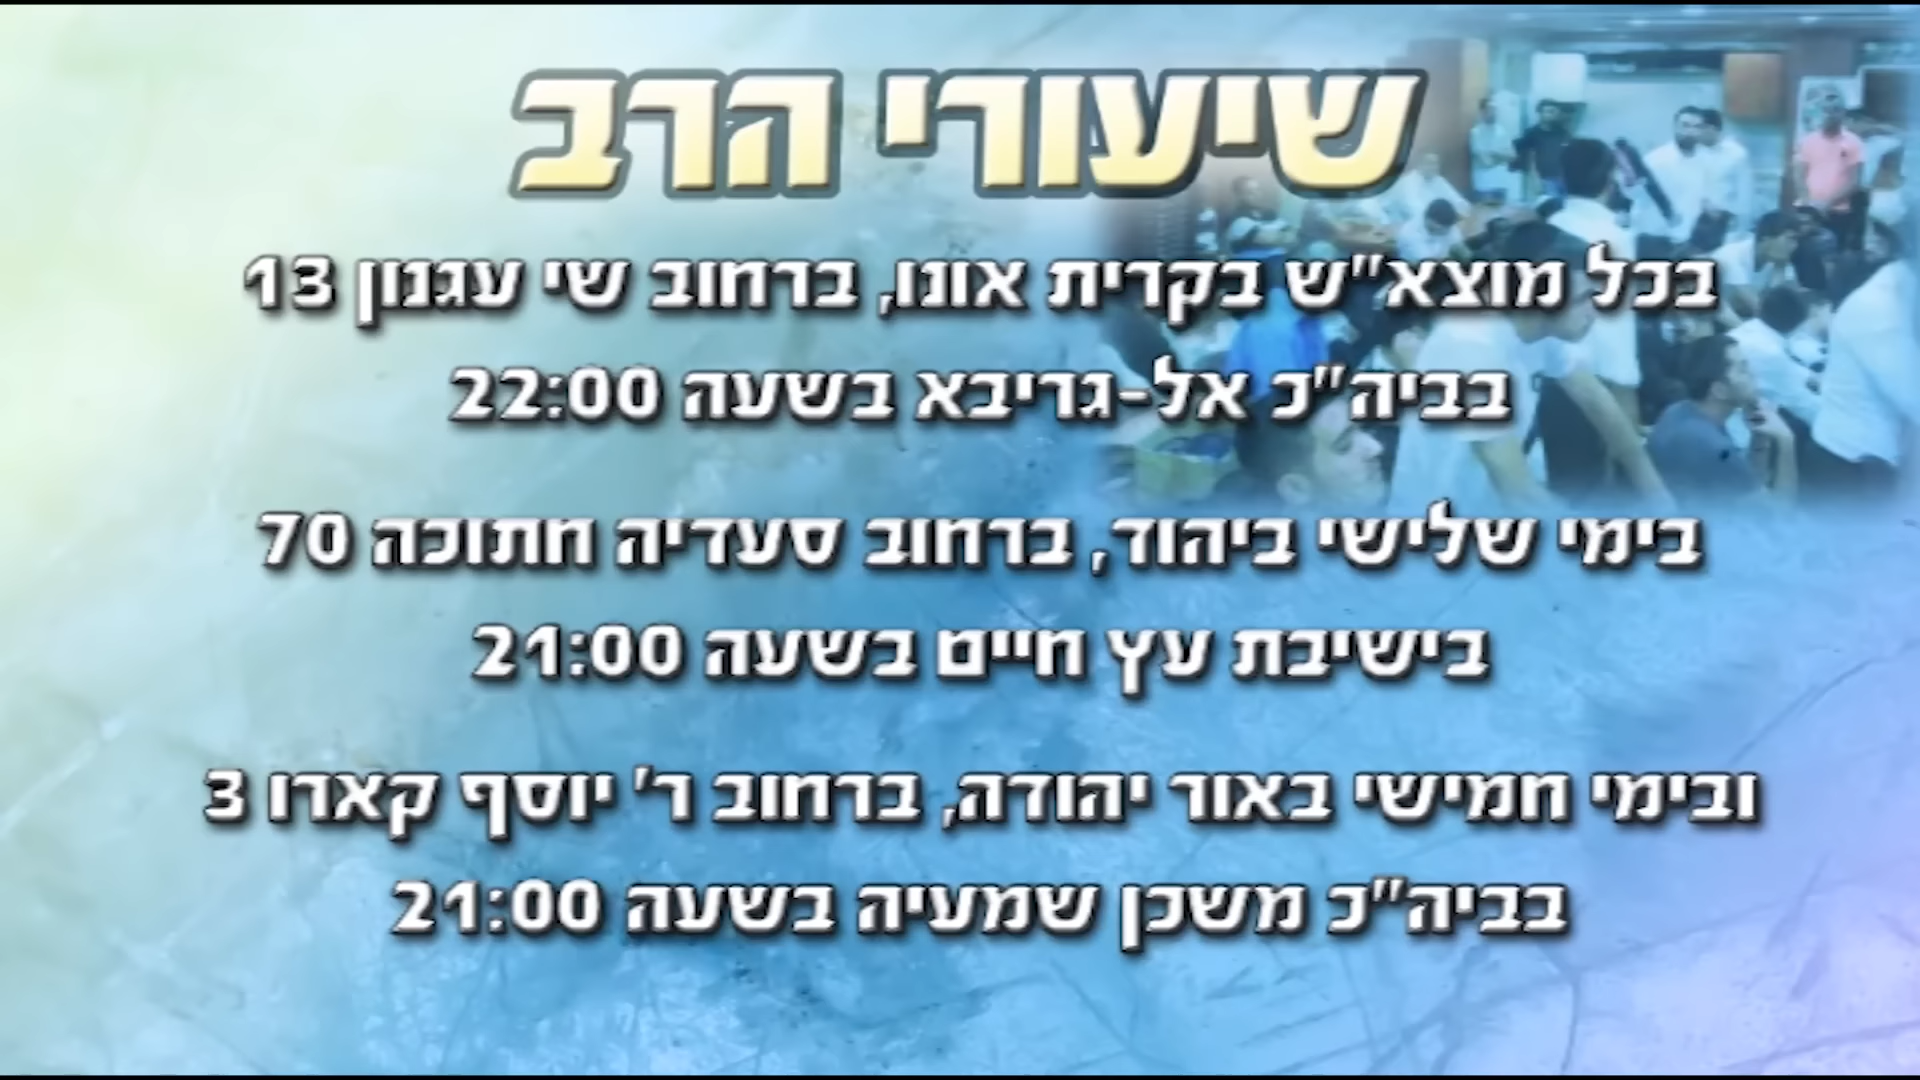 שיעורי הרב
בכל מוצא"ש בקרית אונו, ברחוב שי עגנון 13
בביה"כ אל-גריבא בשעה 22:00
בימי שלישי ביהוד, ברחוב סעדיה חתוכה 70
בישיבת עץ חיים בשעה 21:00
ובימי חמישי באור יהודה, ברחוב ר' יוסף קארו 3
בביה"כ משכן שמעיה בשעה 21:00